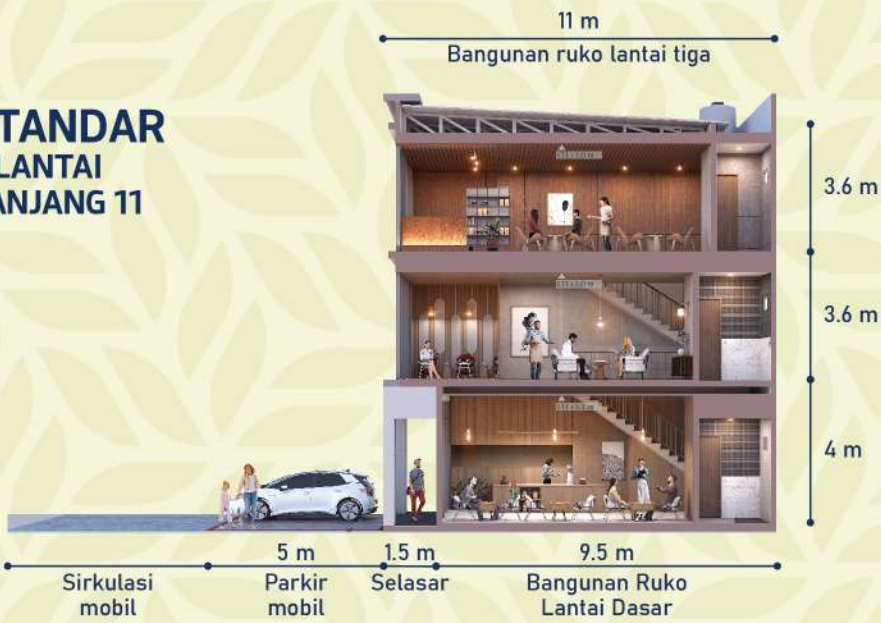 11 m
Bangunan ruko lantai tiga
TANDAR
LANTAI
ANJANG 11
3.6 m
3.6 m
4 m
5 m
1.5 m
9.5 m
Sirkulasi
mobil
Parkir
mobil
Selasar
Bangunan Ruko
Lantai Dasar